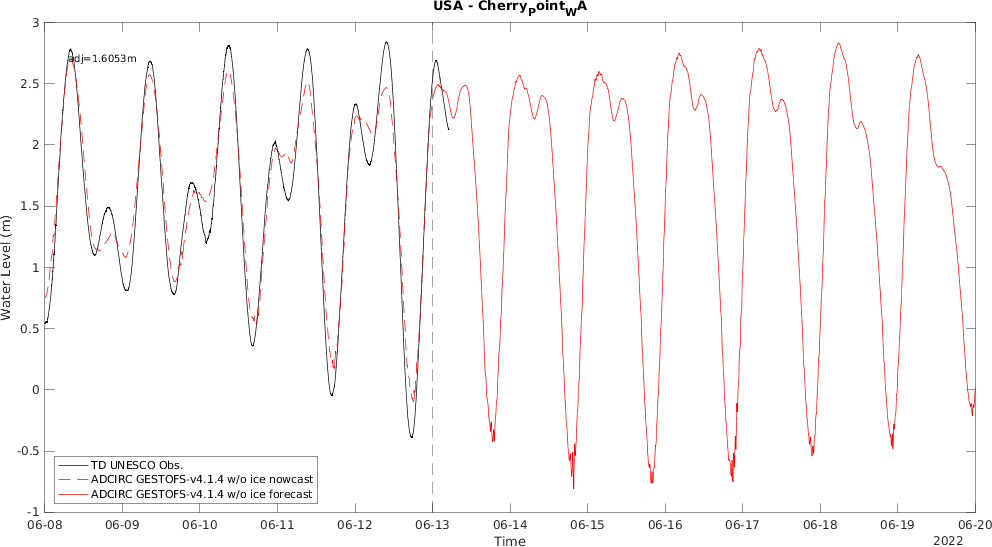 USA - CherryPointWA
adj=1.6053m
3
2.5
2
1.5
1
0.5
0
-0.5
-1
Water Level (m)
TD UNESCO Obs.
ADCIRC GESTOFS-v4.1.4 w/o ice nowcast
ADCIRC GESTOFS-v4.1.4 w/o ice forecast
06-08 06-09 06-10 06-11 06-12 06-13 06-14 06-15 06-16 06-17 06-18 06-19 06-20
Time
2022